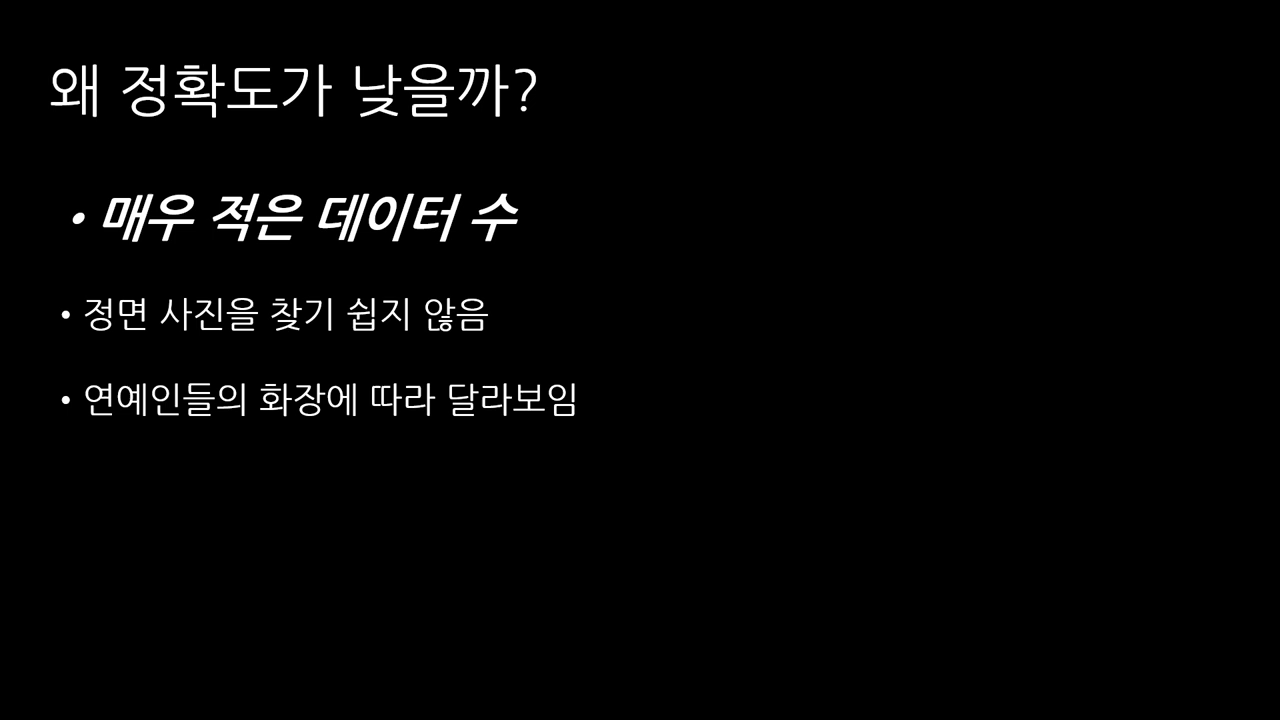 왜 정확도가 낮을까?
• 매우 적은 데이터 수
• 정면 사진을 찾기 쉽지 않음
• 연예인들의 화장에 따라 달라보임